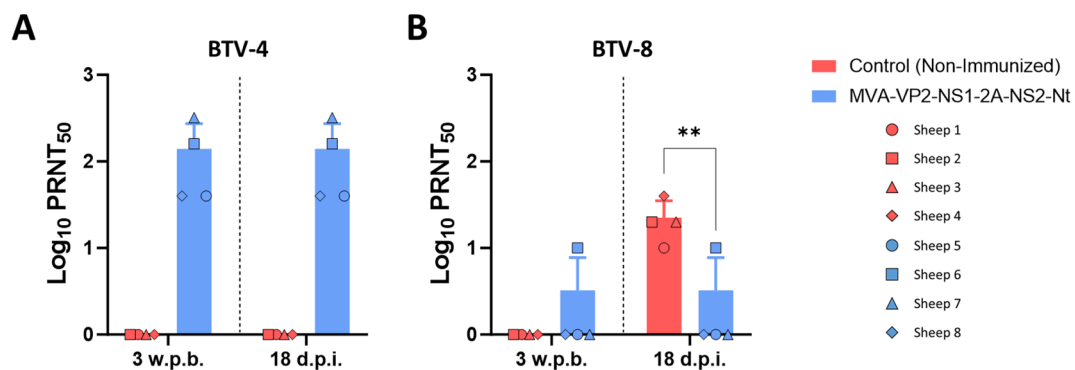 A
BTV-4
Log10 PRNT50
3
2
1
0
3 w.p.b.
18 d.p.i.
B
BTV-8
Log10 PRNT50
3
2
1
0
**
3 w.p.b.
18 d.p.i.
Control (Non-Immunized)
MVA-VP2-NS1-2A-NS2-Nt
Sheep 1
Sheep 2
Sheep 3
Sheep 4
Sheep 5
Sheep 6
Sheep 7
Sheep 8